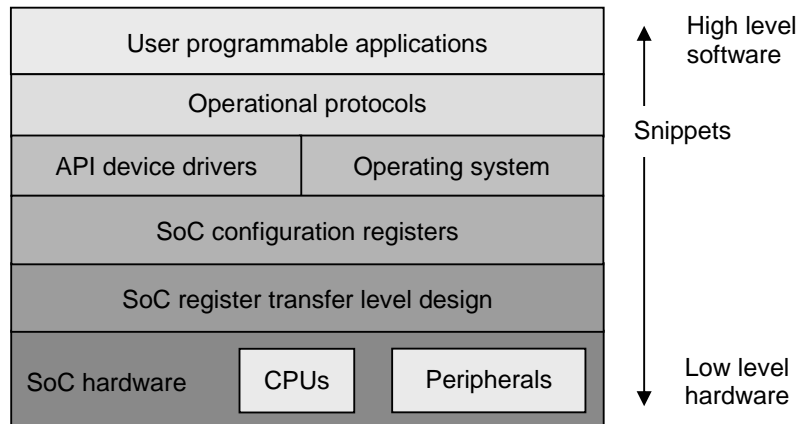 User programmable applications
Operational protocols
API device drivers
Operating system
SoC configuration registers
SoC register transfer level design
SoC hardware
CPUs
Peripherals
High level
software
Snippets
Low level
hardware